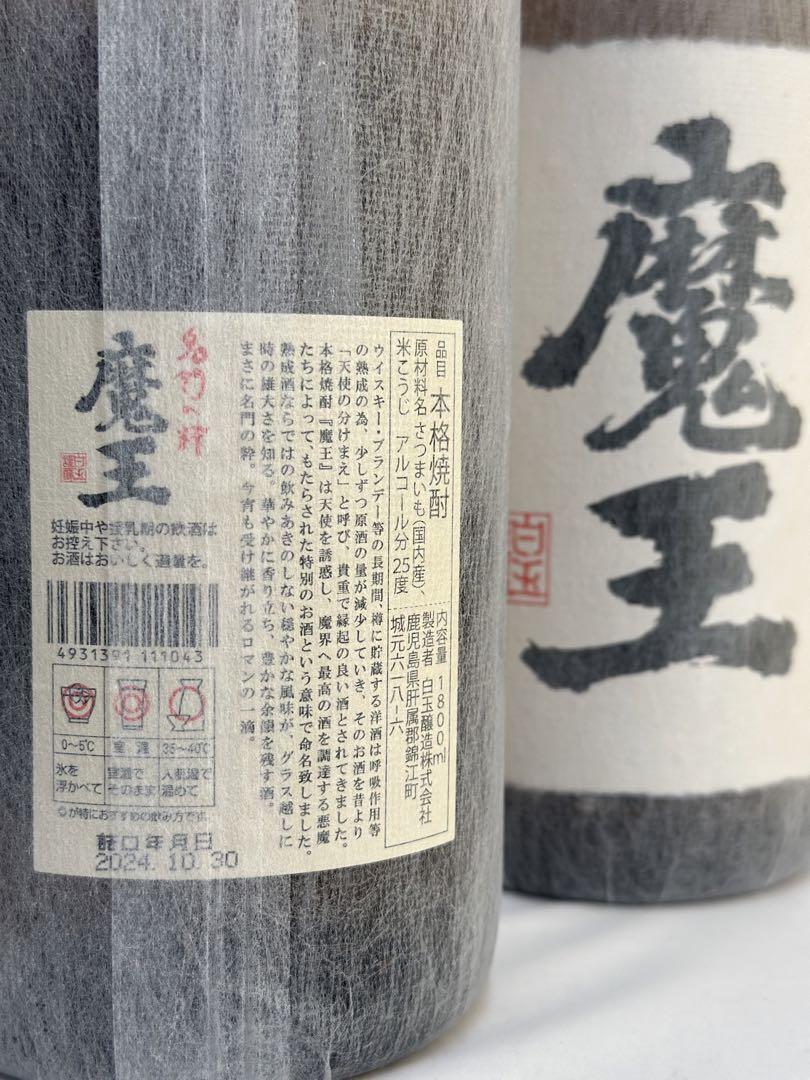 魔王
白玉
品目 本格焼酎
原材料名 さつまいも(国内産)、
米こうじ アルコール分 25度
内容量 1800ml
製造者 白玉醸造株式会社
鹿児島県肝属郡錦江町
城元六一八-六
ウイスキー・ブランデー等の長期間、樽に貯蔵する洋酒は呼吸作用等
の熟成の為、少しずつ原酒の量が減少していき、そのお酒を昔より
「天使の分けまえ」と呼び、貴重で縁起の良い酒とされてきました。
本格焼酎『魔王』は天使を誘惑し、魔界へ最高の酒を調達する悪魔
たちによって、もたらされた特別のお酒という意味で命名致しました。
熟成酒ならではの飲みあきのしない穏やかな風味が、グラス越しに
時の雄大さを知る。華やかに香り立ち、豊かな余韻を残す酒。
まさに名門の粋。今宵も受け継がれるロマンの一滴。
名門の粋
魔王
妊娠中や授乳期の飲酒は
お控え下さい。
お酒はおいしく適量を。
4931391 111043
0~5℃ 室温 35~40℃
氷を
浮かべて
室温で
そのまま
人肌温で
温めて
◎が特におすすめの飲み方です。
詰口年月日
2024.10.30